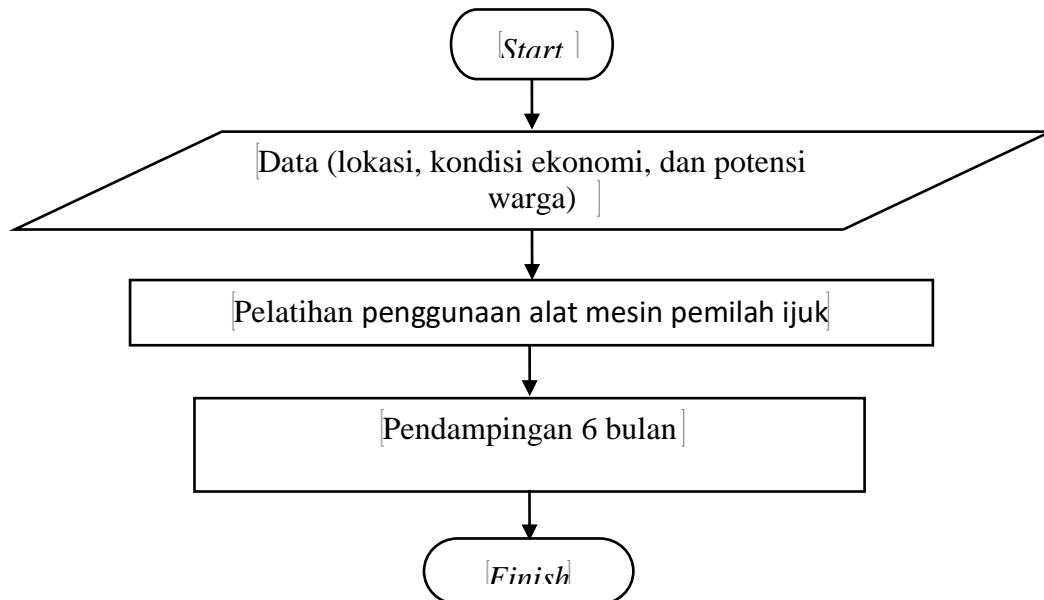 Start
Data (lokasi, kondisi ekonomi, dan potensi
warga)
Pelatihan penggunaan alat mesin pemilah ijuk
Pendampingan 6 bulan
Finish